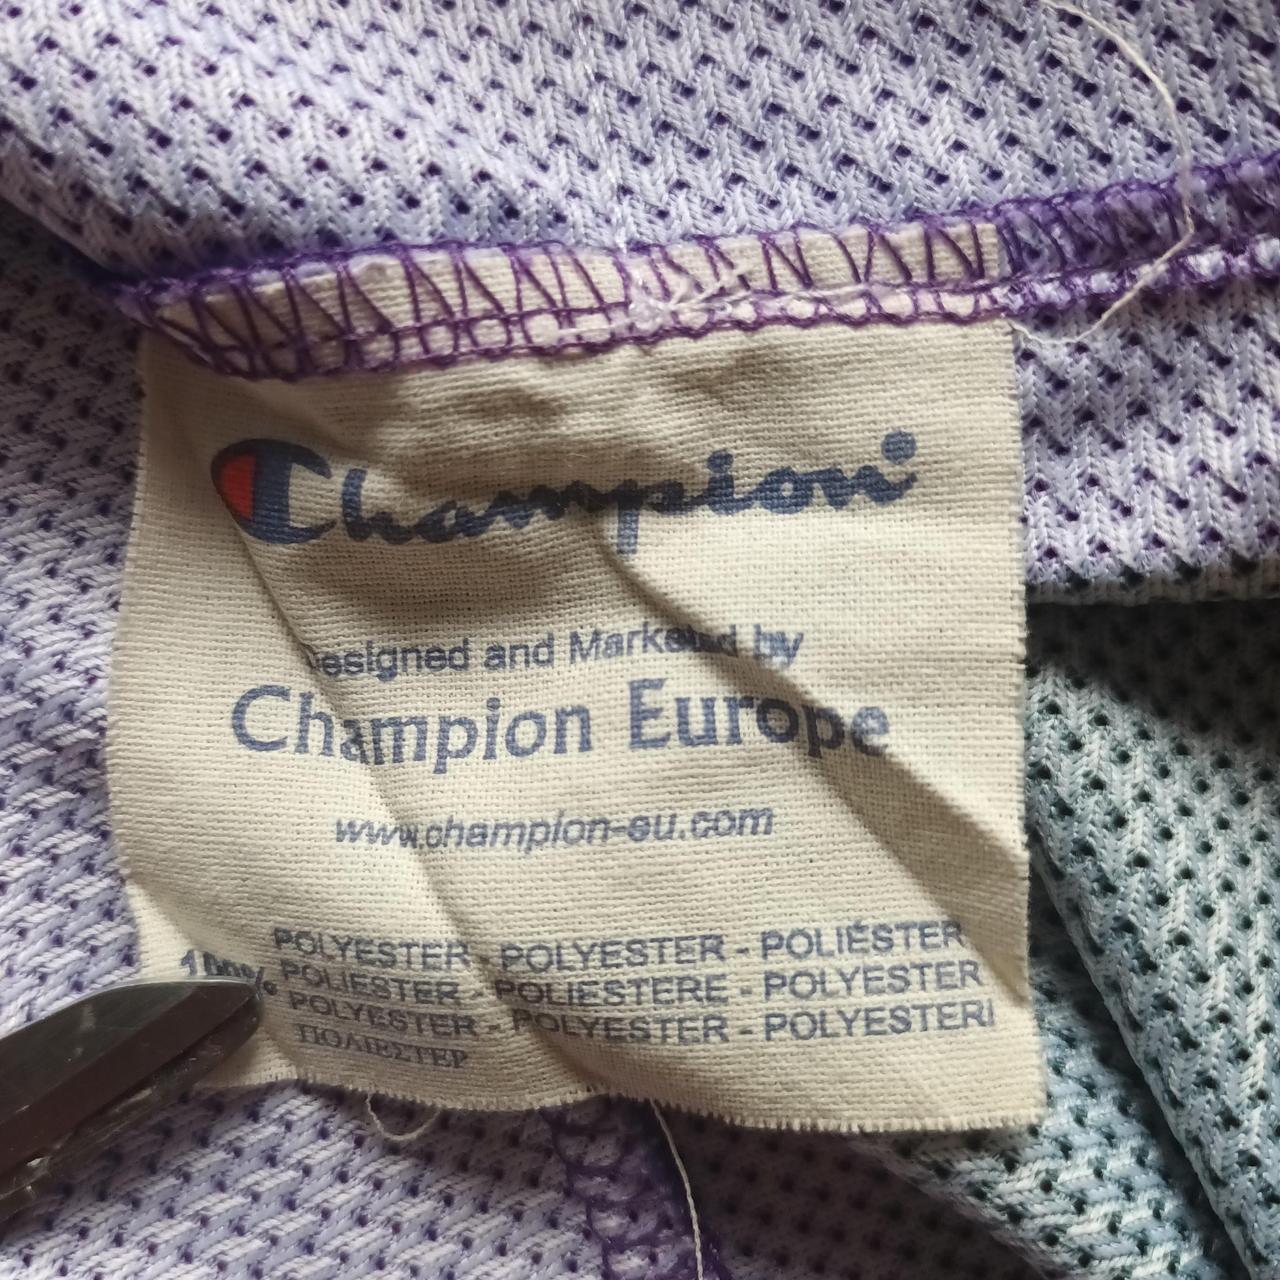 Champion
Designed and Marketed by
Champion Europe
www.champion-eu.com
100%
POLYESTER - POLYESTER - POLIÉSTER
POLIESTER - POLIESTERE - POLYESTER
POLYESTER - POLYESTER - POLYESTERI
ΠΟΛΙΕΣΤΕΡ